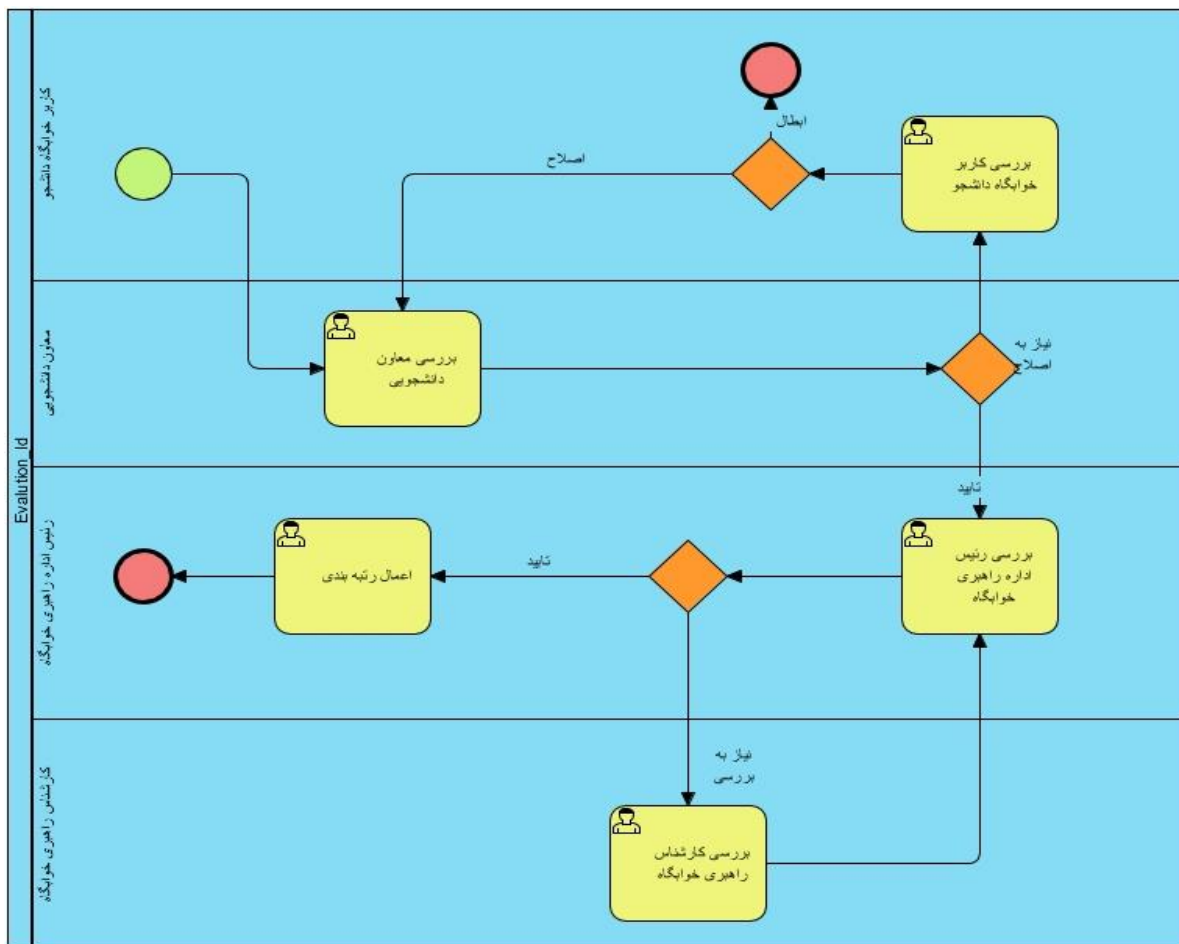 Evalution_Id
کاربر خوابگاه دانشجو
ابطال
اصلاح
بررسی کاربر
خوابگاه دانشجو
معاون دانشجویی
بررسی معاون
دانشجویی
نیاز به
اصلاح
رئیس اداره راهبری خوابگاه
تایید
بررسی رئیس
اداره راهبری
خوابگاه
تایید
اعمال رتبه بندی
کارشناس راهبری خوابگاه
نیاز به
بررسی
بررسی کارشناس
راهبری خوابگاه